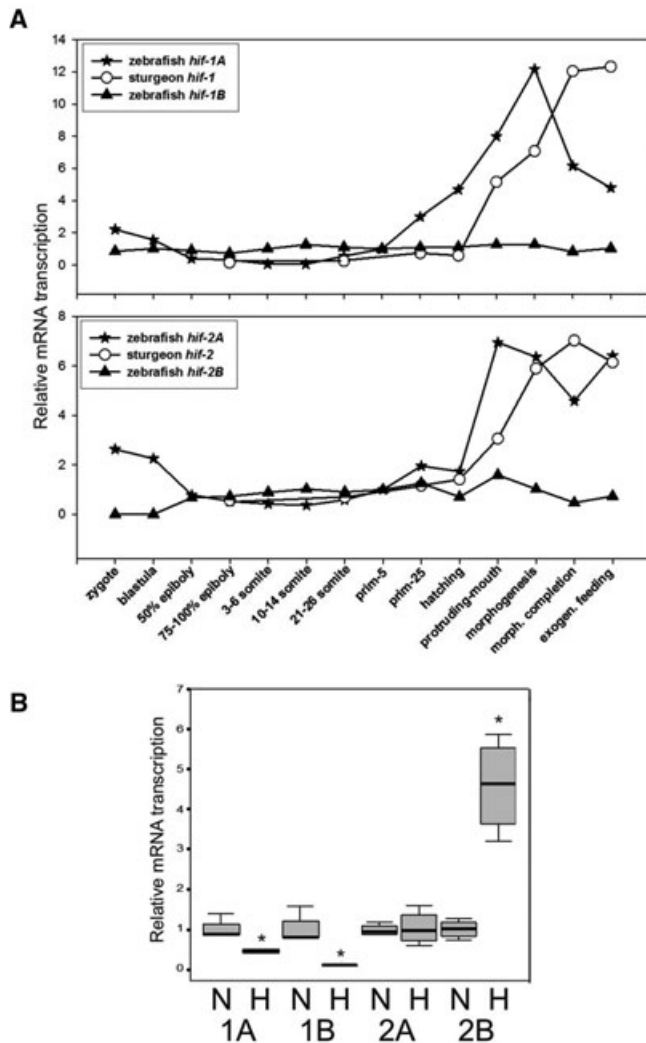 A
zebrafish hif-1A
sturgeon hif-1
zebrafish hif-1B
14
12
10
8
6
4
2
0
Relative mRNA transcription
zebrafish hif-2A
sturgeon hif-2
zebrafish hif-2B
8
6
4
2
0
zygote
blastula
50% epiboly
75-100% epiboly
3-6 somite
10-14 somite
21-26 somite
prim-5
prim-25
hatching
protruding-mouth
morphogenesis
morph. completion
exogen. feeding
B
Relative mRNA transcription
7
6
5
4
3
2
1
0
* * *
N H N H N H N H
1A 1B 2A 2B